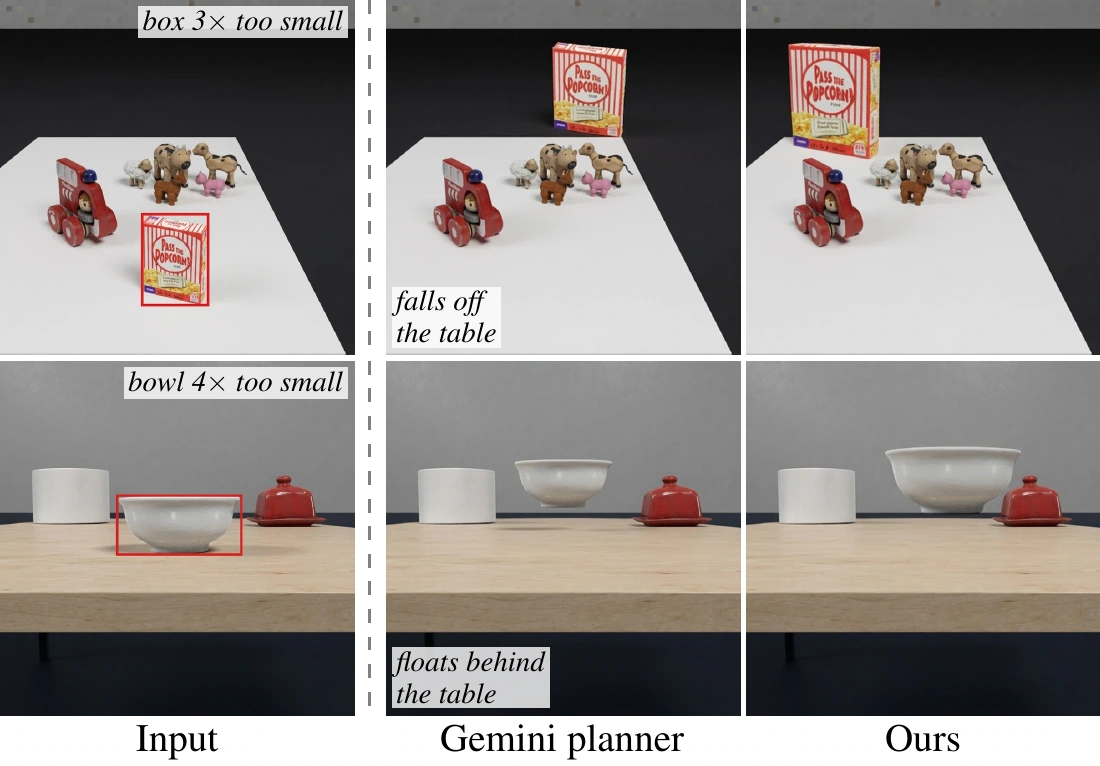 box 3× too small
PASS THE
POPCORN!
PASS THE
POPCORN!
PASS THE
POPCORN!
falls off
the table
bowl 4× too small
floats behind
the table
Input
Gemini planner
Ours